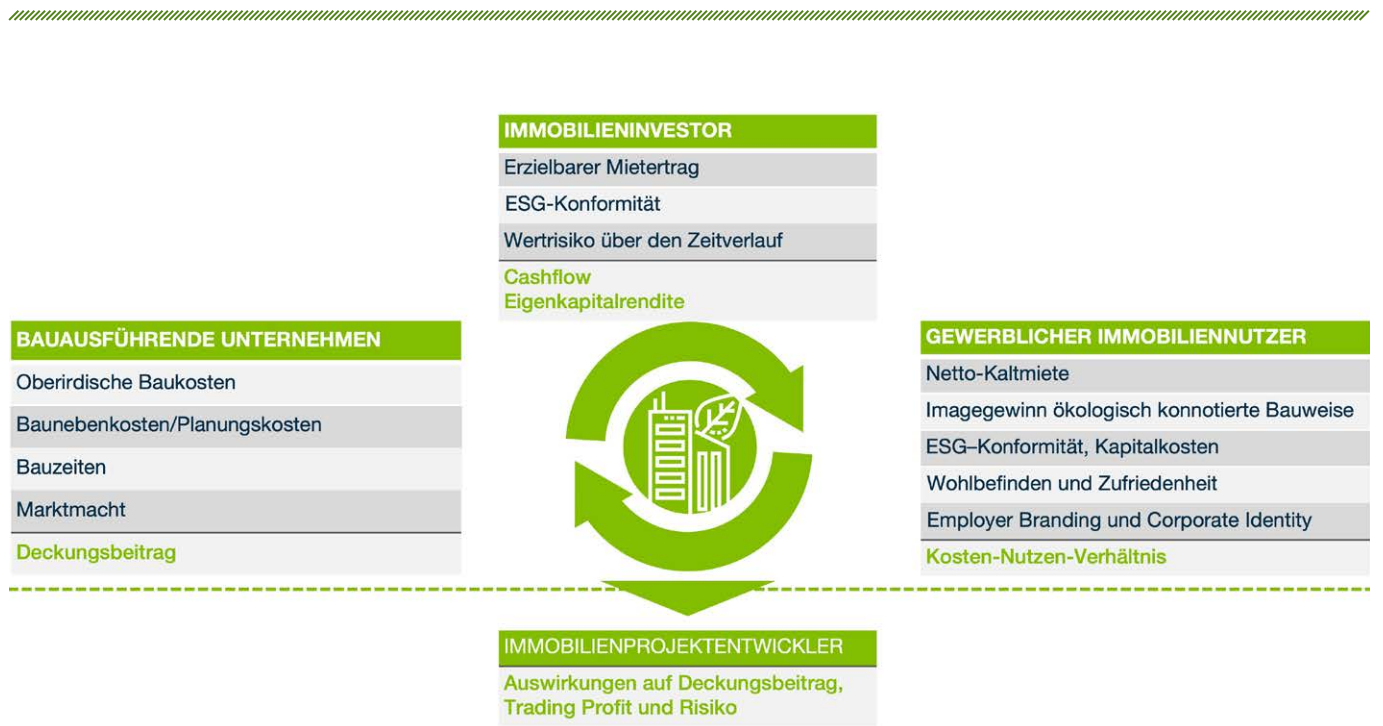 IMMOBILIENINVESTOR
Erzielbarer Mietertrag
ESG-Konformität
Wertrisiko über den Zeitverlauf
Cashflow
Eigenkapitalrendite
BAUAUSFÜHRENDE UNTERNEHMEN
Oberirdische Baukosten
Baunebenkosten/Planungskosten
Bauzeiten
Marktmacht
Deckungsbeitrag
GEWERBLICHER IMMOBILIENNUTZER
Netto-Kaltmiete
Imagegewinn ökologisch konnotierte Bauweise
ESG–Konformität, Kapitalkosten
Wohlbefinden und Zufriedenheit
Employer Branding und Corporate Identity
Kosten-Nutzen-Verhältnis
IMMOBILIENPROJEKTENTWICKLER
Auswirkungen auf Deckungsbeitrag,
Trading Profit und Risiko